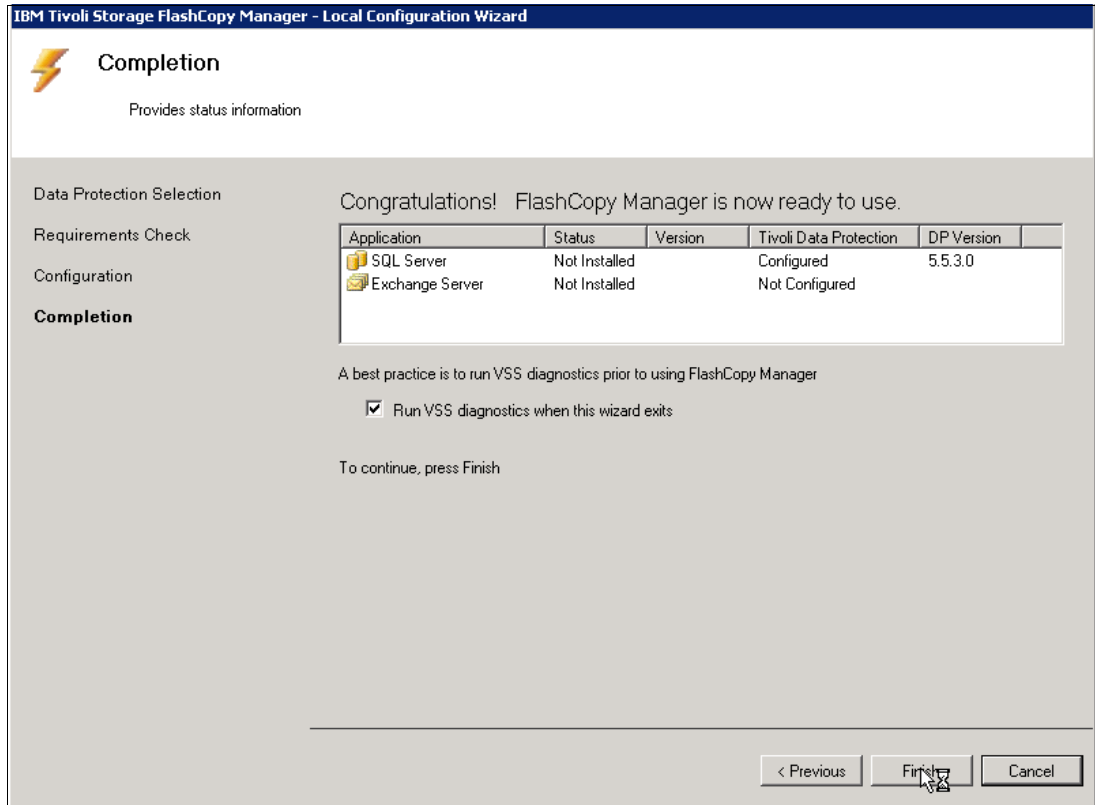 IBM Tivoli Storage FlashCopy Manager - Local Configuration Wizard
Completion
Provides status information
Data Protection Selection
Requirements Check
Configuration
Completion
Congratulations! FlashCopy Manager is now ready to use.
Application Status Version Tivoli Data Protection DP Version
SQL Server Not Installed Configured 5.5.3.0
Exchange Server Not Installed Not Configured
A best practice is to run VSS diagnostics prior to using FlashCopy Manager
Run VSS diagnostics when this wizard exits
To continue, press Finish
< Previous Finish Cancel